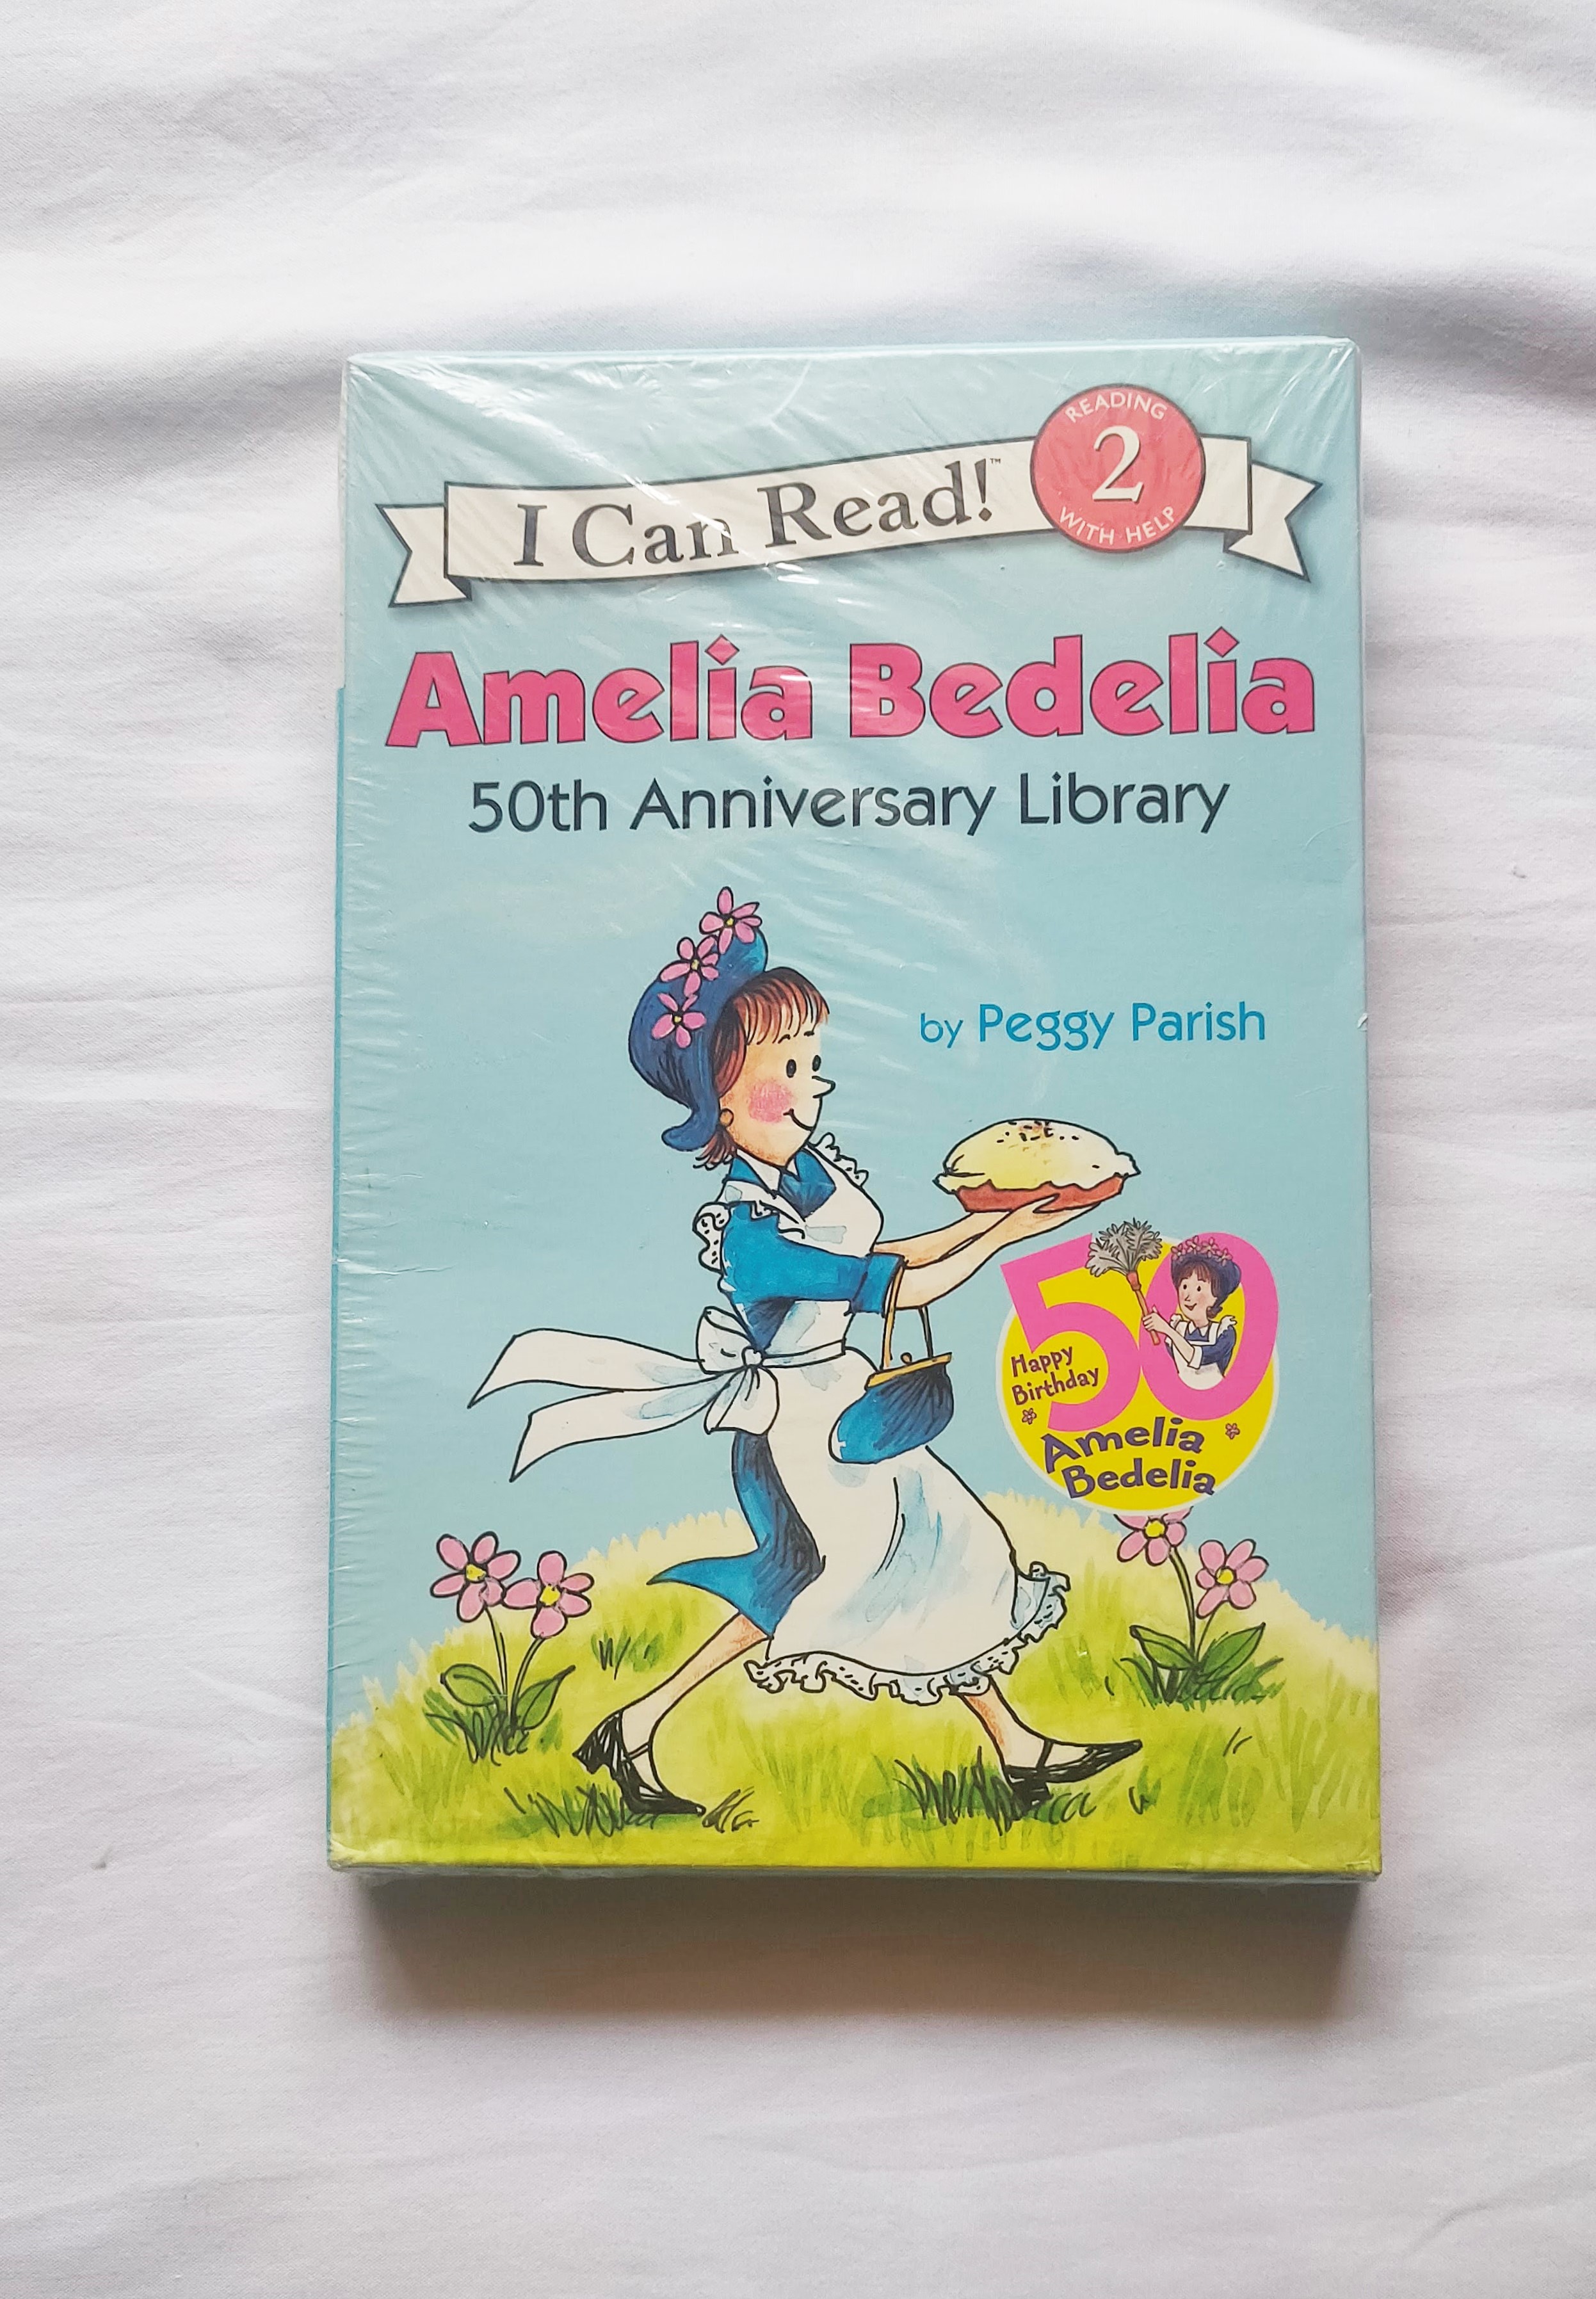 READING
2
WITH HELP
I Can Read!™
Amelia Bedelia
50th Anniversary Library
by Peggy Parish
50
Happy
Birthday
Amelia
Bedelia